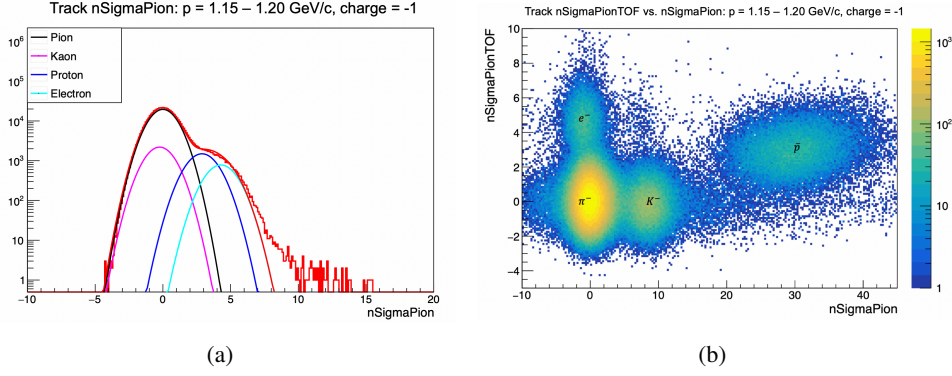 Track nSigmaPion: p = 1.15 – 1.20 GeV/c, charge = -1
10⁶
10⁵
10⁴
10³
10²
10
1
Pion
Kaon
Proton
Electron
−10 −5 0 5 10 15 20
nSigmaPion
(a)
Track nSigmaPionTOF vs. nSigmaPion: p = 1.15 – 1.20 GeV/c, charge = -1
nSigmaPionTOF
10
8
6
4
2
0
−2
−4
e⁻
p̄
π⁻ K⁻
−10 0 10 20 30 40
nSigmaPion
10³
10²
10
1
(b)